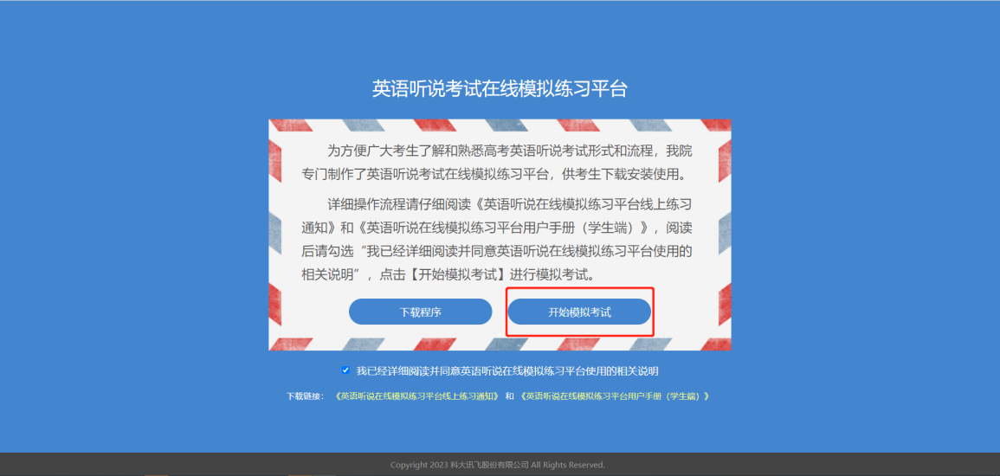 英语听说考试在线模拟练习平台
为方便广大考生了解和熟悉高考英语听说考试形式和流程，我院
专门制作了英语听说考试在线模拟练习平台，供考生下载安装使用。
详细操作流程请仔细阅读《英语听说在线模拟练习平台线上练习
通知》和《英语听说在线模拟练习平台用户手册（学生端）》，阅读
后请勾选“我已经详细阅读并同意英语听说在线模拟练习平台使用的
相关说明”，点击【开始模拟考试】进行模拟考试。
下载程序 开始模拟考试
我已经详细阅读并同意英语听说在线模拟练习平台使用的相关说明
下载链接： 《英语听说在线模拟练习平台线上练习通知》 和 《英语听说在线模拟练习平台用户手册（学生端）》
Copyright 2023 科大讯飞股份有限公司 All Rights Reserved.